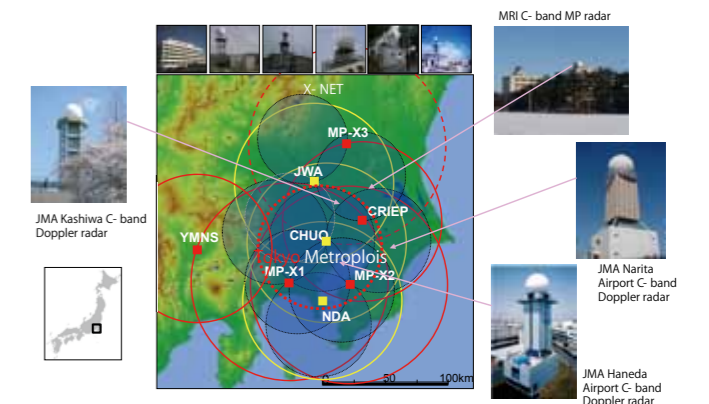 MRI C- band MP radar
X- NET
MP-X3
JWA
CRIEP
JMA Kashiwa C- band
Doppler radar
YMNS
CHUO
Tokyo Metroplois
MP-X1
MP-X2
NDA
JMA Narita
Airport C- band
Doppler radar
0 50 100km
JMA Haneda
Airport C- band
Doppler radar